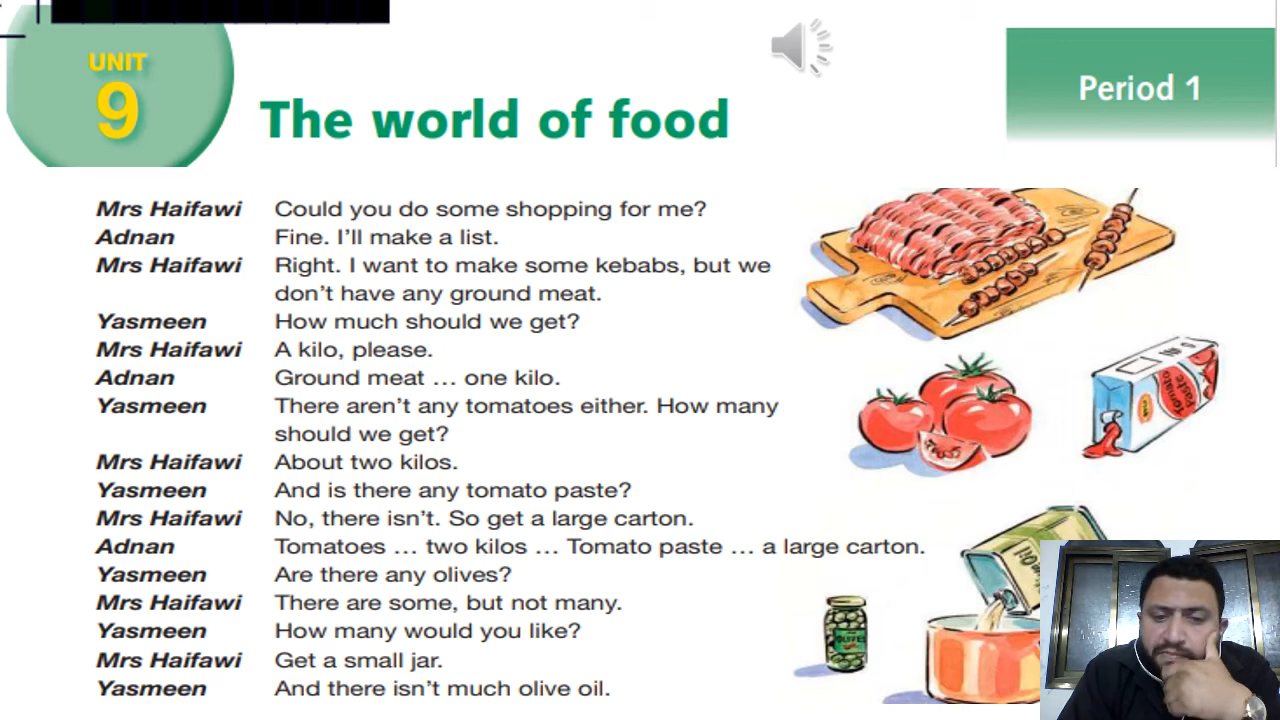 UNIT
9
The world of food
Period 1
Mrs Haifawi Could you do some shopping for me?
Adnan Fine. I'll make a list.
Mrs Haifawi Right. I want to make some kebabs, but we
don't have any ground meat.
Yasmeen How much should we get?
Mrs Haifawi A kilo, please.
Adnan Ground meat … one kilo.
Yasmeen There aren't any tomatoes either. How many
should we get?
Mrs Haifawi About two kilos.
Yasmeen And is there any tomato paste?
Mrs Haifawi No, there isn't. So get a large carton.
Adnan Tomatoes … two kilos … Tomato paste … a large carton.
Yasmeen Are there any olives?
Mrs Haifawi There are some, but not many.
Yasmeen How many would you like?
Mrs Haifawi Get a small jar.
Yasmeen And there isn't much olive oil.
Tomato
Paste
OLIVES
Oil